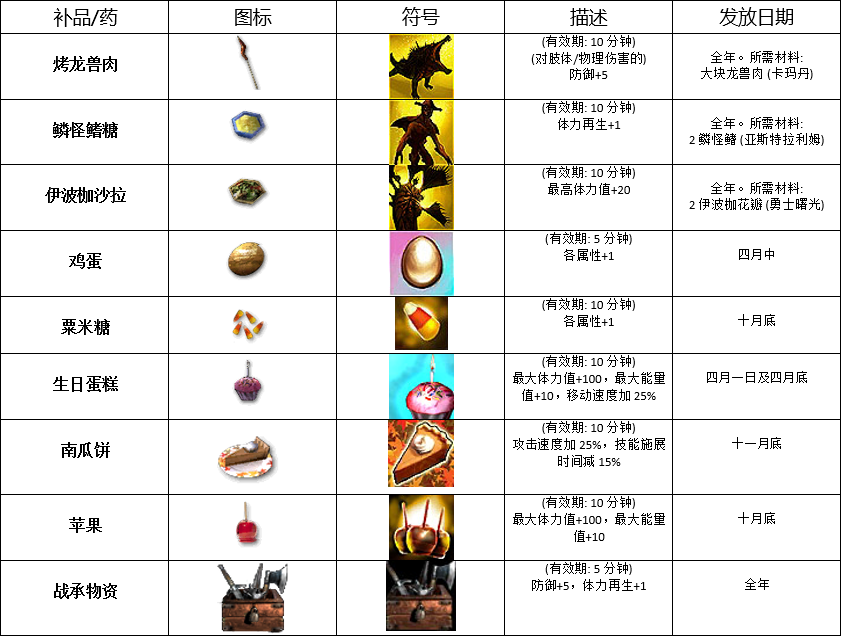 补品/药 图标 符号 描述 发放日期
烤龙兽肉
(有效期: 10 分钟)
(对肢体/物理伤害的)
防御+5
全年。所需材料:
大块龙兽肉 (卡玛丹)
鳞怪鳍糖
(有效期: 10 分钟)
体力再生+1
全年。所需材料:
2 鳞怪鳍 (亚斯特拉利姆)
伊波枷沙拉
(有效期: 10 分钟)
最高体力值+20
全年。所需材料:
2 伊波枷花瓣 (勇士曙光)
鸡蛋
(有效期: 5 分钟)
各属性+1
四月中
粟米糖
(有效期: 10 分钟)
各属性+1
十月底
生日蛋糕
(有效期: 10 分钟)
最大体力值+100，最大能量
值+10，移动速度加 25%
四月一日及四月底
南瓜饼
(有效期: 10 分钟)
攻击速度加 25%，技能施展
时间减 15%
十一月底
苹果
(有效期: 10 分钟)
最大体力值+100，最大能量
值+10
十月底
战承物资
(有效期: 5 分钟)
防御+5，体力再生+1
全年